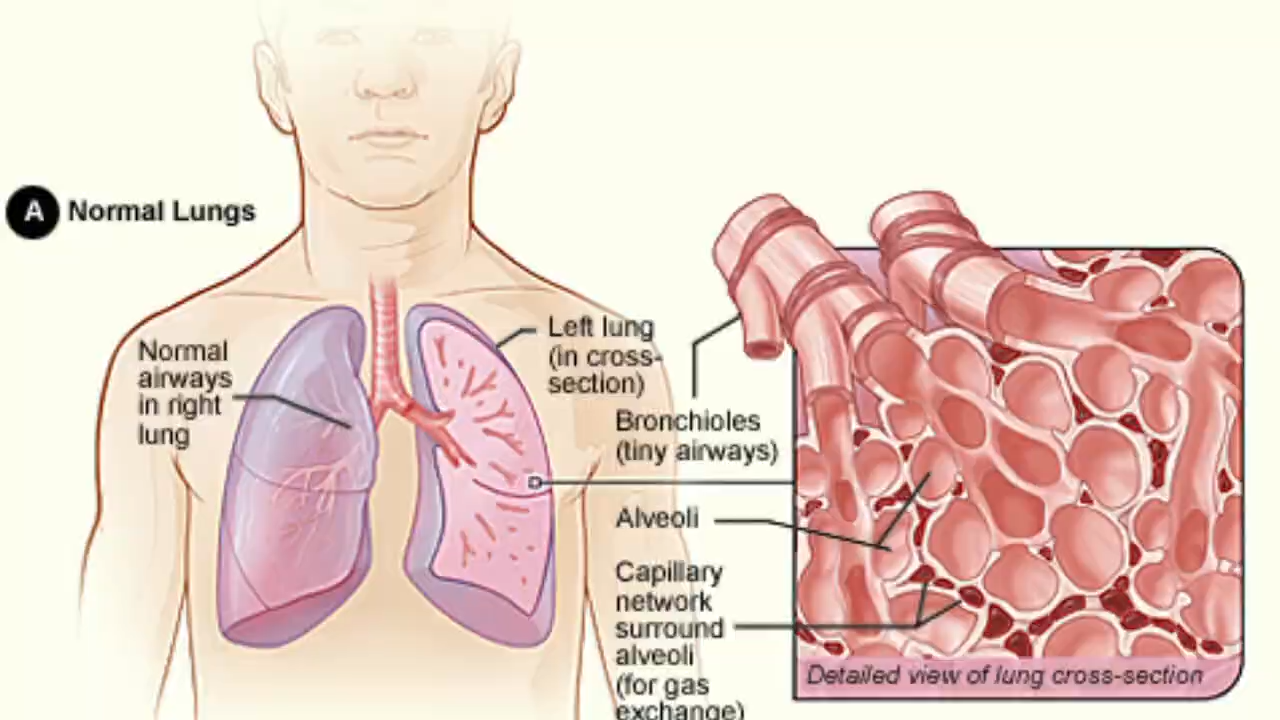 A Normal Lungs
Normal
airways
in right
lung
Left lung
(in cross-
section)
Bronchioles
(tiny airways)
Alveoli
Capillary
network
surround
alveoli
(for gas
exchange)
Detailed view of lung cross-section